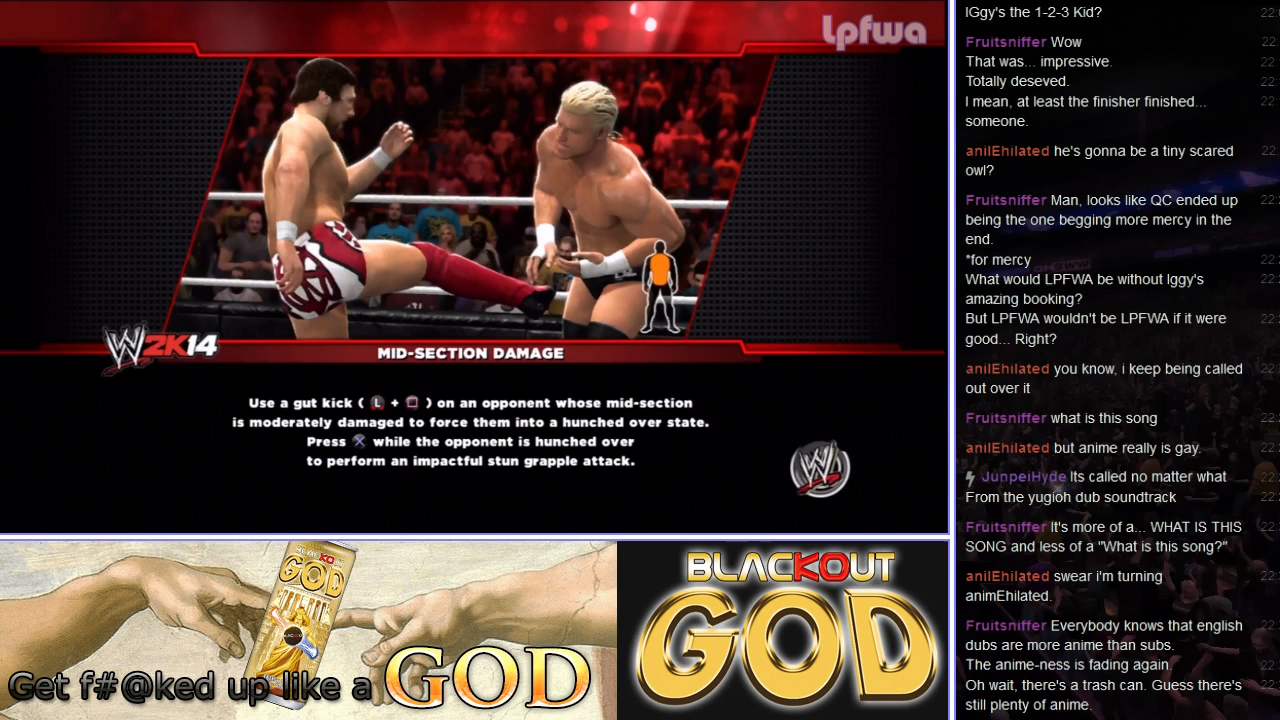 lpfwa
W2K14
MID-SECTION DAMAGE
Use a gut kick ( L + ) on an opponent whose mid-section
is moderately damaged to force them into a hunched over state.
Press while the opponent is hunched over
to perform an impactful stun grapple attack.
IGgy's the 1-2-3 Kid?
Fruitsniffer Wow
That was... impressive.
Totally deseved.
I mean, at least the finisher finished...
someone.
anilEhilated he's gonna be a tiny scared
owl?
Fruitsniffer Man, looks like QC ended up
being the one begging more mercy in the
end.
*for mercy
What would LPFWA be without Iggy's
amazing booking?
But LPFWA wouldn't be LPFWA if it were
good... Right?
anilEhilated you know, i keep being called
out over it
Fruitsniffer what is this song
anilEhilated but anime really is gay.
JunpeiHyde Its called no matter what
From the yugioh dub soundtrack
Fruitsniffer It's more of a... WHAT IS THIS
SONG and less of a "What is this song?"
anilEhilated swear i'm turning
animEhilated.
Fruitsniffer Everybody knows that english
dubs are more anime than subs.
The anime-ness is fading again.
Oh wait, there's a trash can. Guess there's
still plenty of anime.
BLACKOUT
GOD
Get f#@ked up like a GOD
BLACKOUT
GOD